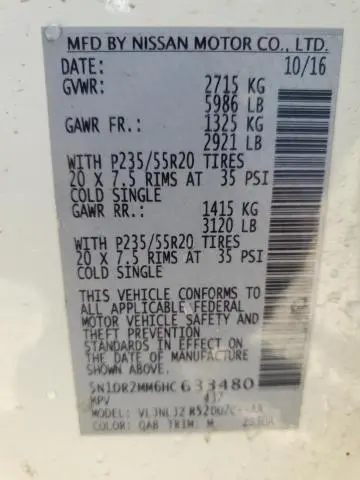 MFD BY NISSAN MOTOR CO., LTD.
DATE: 10/16
GVWR: 2715 KG
5986 LB
GAWR FR.: 1325 KG
2921 LB
WITH P235/55R20 TIRES
20 X 7.5 RIMS AT 35 PSI
COLD SINGLE
GAWR RR.: 1415 KG
3120 LB
WITH P235/55R20 TIRES
20 X 7.5 RIMS AT 35 PSI
COLD SINGLE
THIS VEHICLE CONFORMS TO
ALL APPLICABLE FEDERAL
MOTOR VEHICLE SAFETY AND
THEFT PREVENTION
STANDARDS IN EFFECT ON
THE DATE OF MANUFACTURE
SHOWN ABOVE.
5N1DR2MM6HC633480
MPV
MODEL:
COLOR: QAB TRIM: